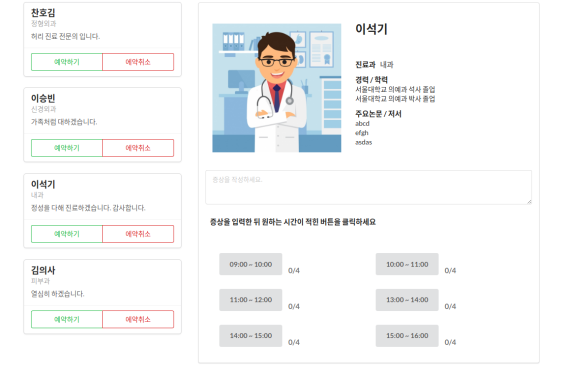 찬호김
정형외과
허리 진료 전문의 입니다.
예약하기 예약취소
이승빈
신경외과
가족처럼 대하겠습니다.
예약하기 예약취소
이석기
내과
정성을 다해 진료하겠습니다. 감사합니다.
예약하기 예약취소
김의사
피부과
열심히 하겠습니다.
예약하기 예약취소
이석기
진료과 내과
경력 / 학력
서울대학교 의예과 석사 졸업
서울대학교 의예과 박사 졸업
주요논문 / 저서
abcd
efgh
asdas
증상을 작성하세요.
증상을 입력한 뒤 원하는 시간이 적힌 버튼을 클릭하세요
09:00 ~ 10:00 0/4 10:00 ~ 11:00 0/4
11:00 ~ 12:00 0/4 13:00 ~ 14:00 0/4
14:00 ~ 15:00 0/4 15:00 ~ 16:00 0/4